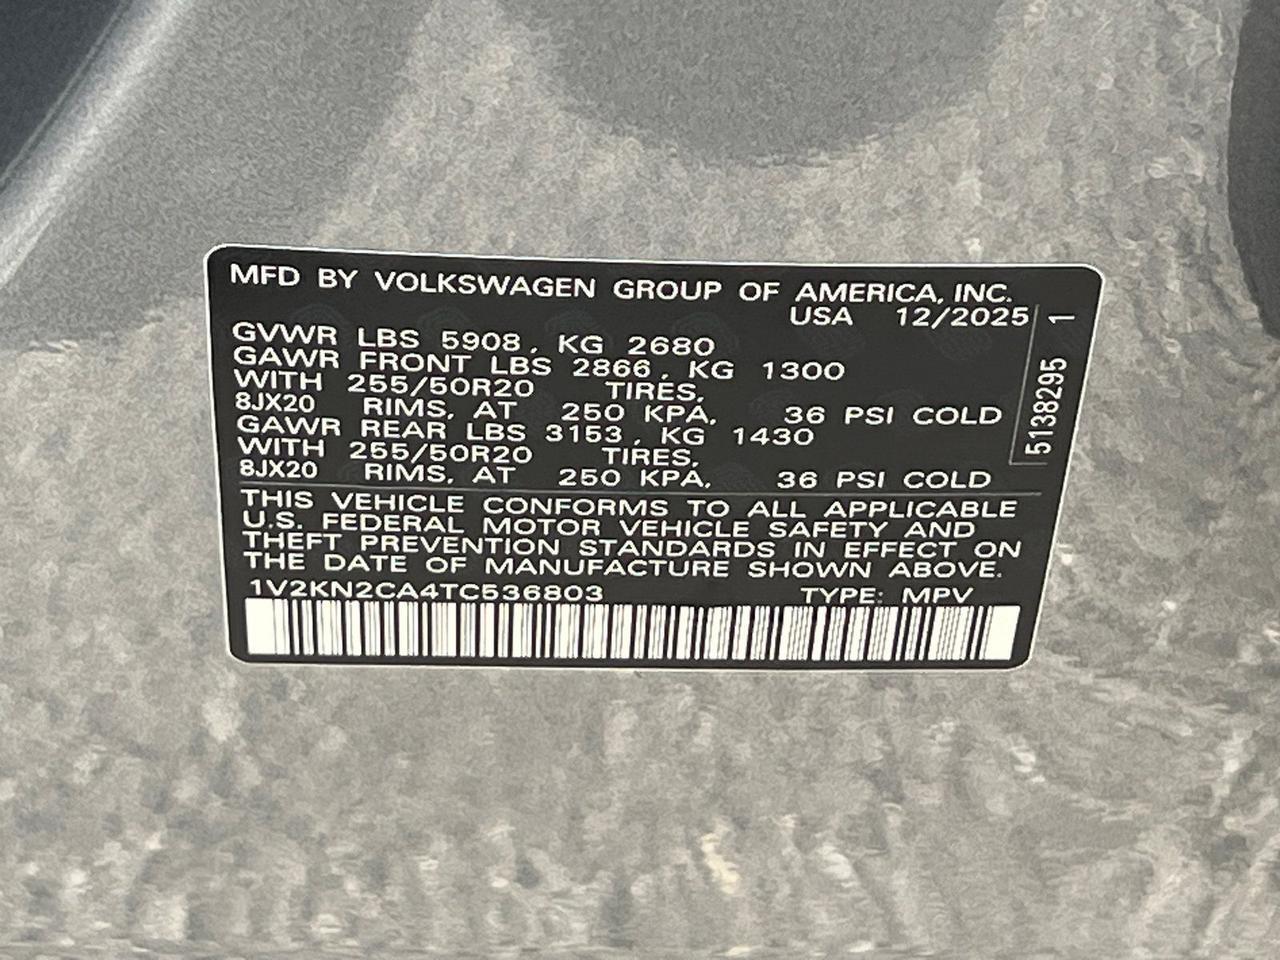 MFD BY VOLKSWAGEN GROUP OF AMERICA, INC.
USA 12/2025
GVWR LBS 5908, KG 2680
GAWR FRONT LBS 2866, KG 1300
WITH 255/50R20 TIRES,
8JX20 RIMS, AT 250 KPA, 36 PSI COLD
GAWR REAR LBS 3153, KG 1430
WITH 255/50R20 TIRES,
8JX20 RIMS, AT 250 KPA, 36 PSI COLD
THIS VEHICLE CONFORMS TO ALL APPLICABLE
U.S. FEDERAL MOTOR VEHICLE SAFETY AND
THEFT PREVENTION STANDARDS IN EFFECT ON
THE DATE OF MANUFACTURE SHOWN ABOVE.
1V2KN2CA4TC536803 TYPE: MPV
5138295 1